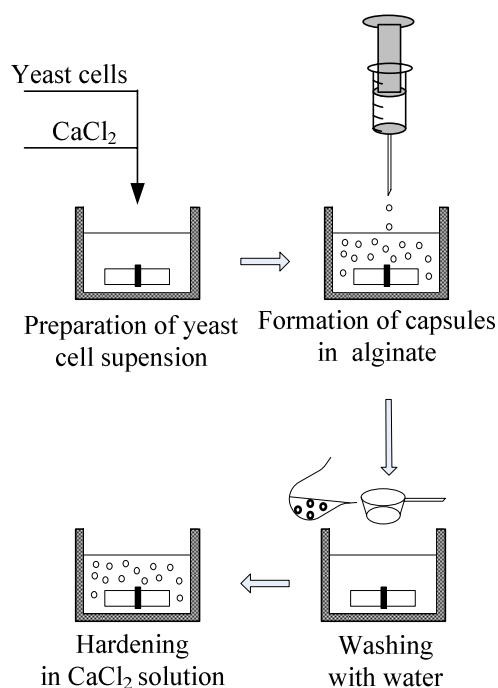 Yeast cells
CaCl₂
Preparation of yeast
cell supension
Formation of capsules
in alginate
Hardening
in CaCl₂ solution
Washing
with water